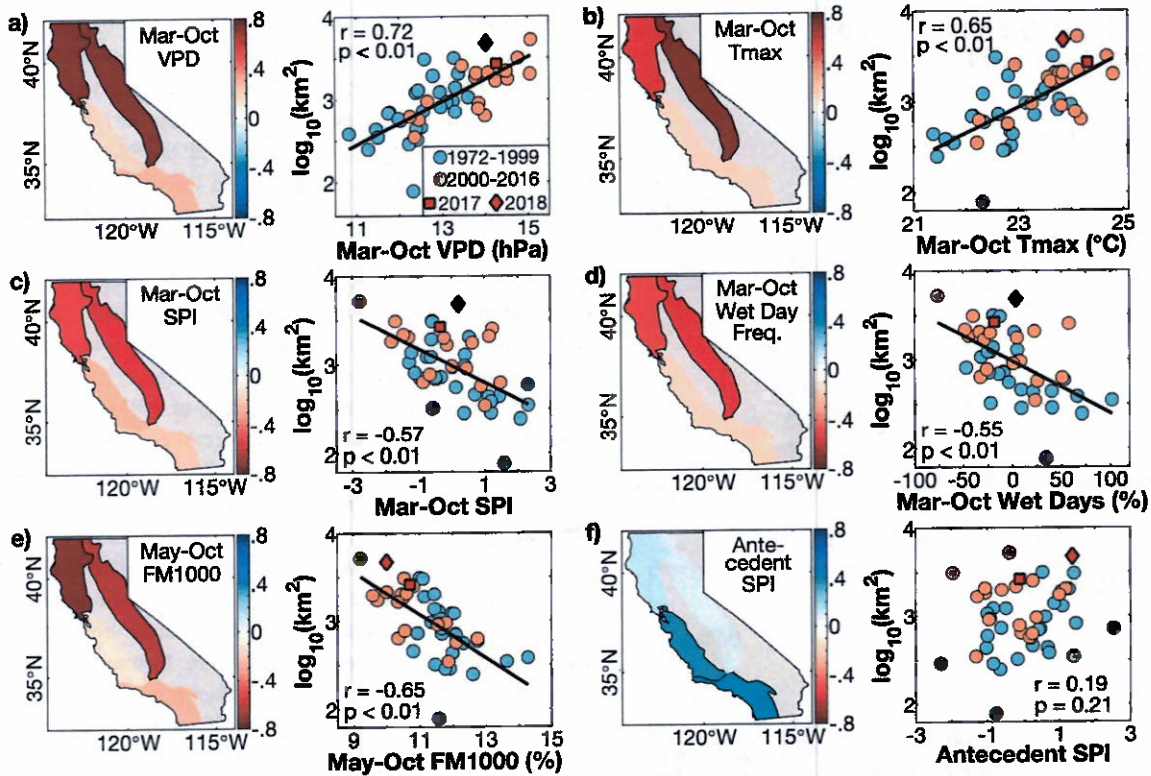 a)
Mar-Oct
VPD
40°N
35°N
120°W 115°W
.8
.4
0
-.4
-.8
r = 0.72
p < 0.01
log10(km2)
4
3
2
1972-1999
2000-2016
2017 2018
11 13 15
Mar-Oct VPD (hPa)
b)
Mar-Oct
Tmax
40°N
35°N
120°W 115°W
.8
.4
0
-.4
-.8
r = 0.65
p < 0.01
log10(km2)
4
3
2
21 23 25
Mar-Oct Tmax (°C)
c)
Mar-Oct
SPI
40°N
35°N
120°W 115°W
.8
.4
0
-.4
-.8
r = -0.57
p < 0.01
log10(km2)
4
3
2
-3 -1 1 3
Mar-Oct SPI
d)
Mar-Oct
Wet Day
Freq.
40°N
35°N
120°W 115°W
.8
.4
0
-.4
-.8
r = -0.55
p < 0.01
log10(km2)
4
3
2
-100 -50 0 50 100
Mar-Oct Wet Days (%)
e)
May-Oct
FM1000
40°N
35°N
120°W 115°W
.8
.4
0
-.4
-.8
r = -0.65
p < 0.01
log10(km2)
4
3
2
9 11 13 15
May-Oct FM1000 (%)
f)
Ante-
cedent
SPI
40°N
35°N
120°W 115°W
.8
.4
0
-.4
-.8
r = 0.19
p = 0.21
log10(km2)
4
3
2
-3 -1 1 3
Antecedent SPI